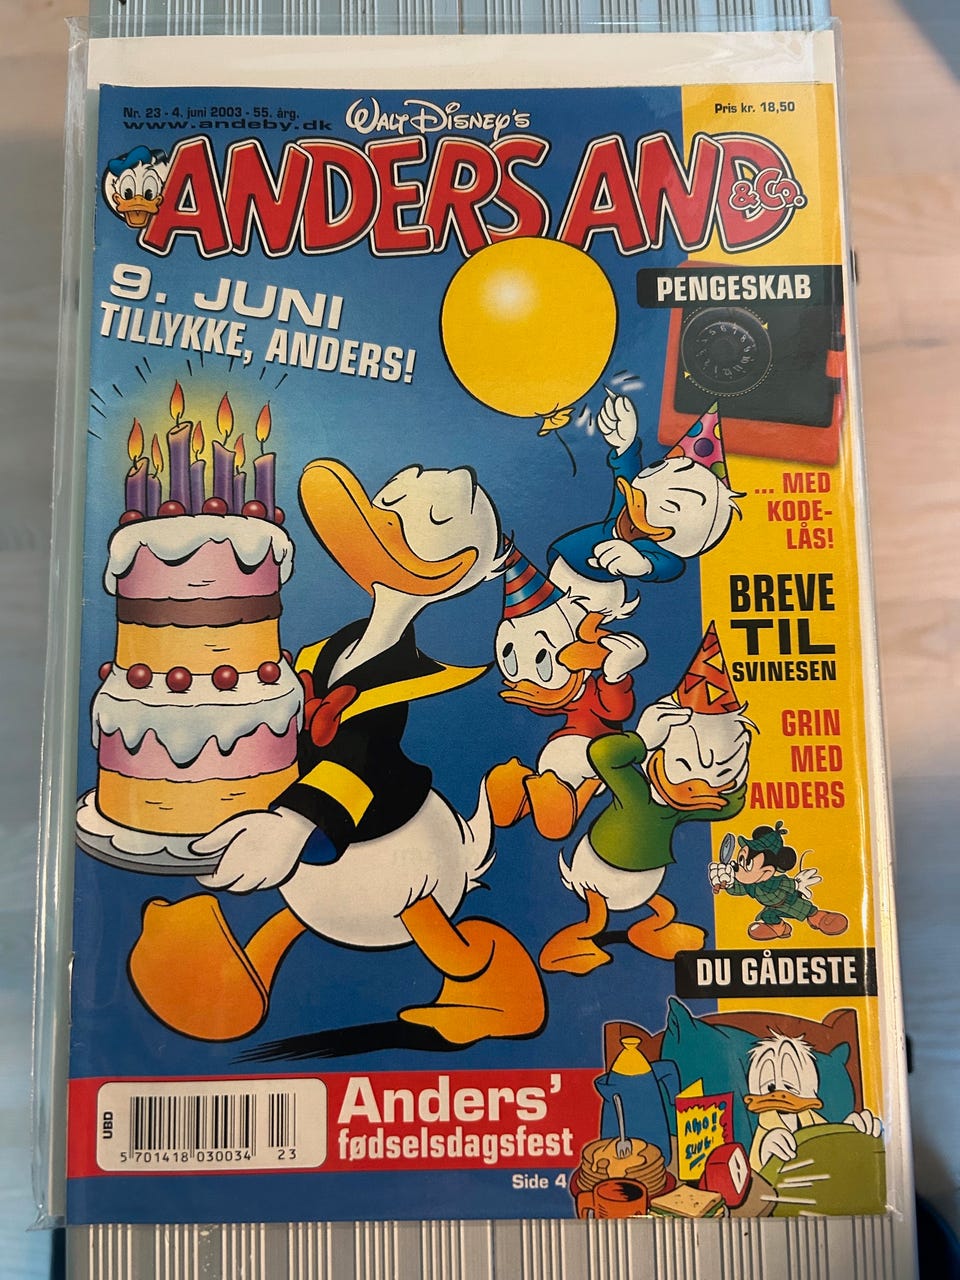 Nr. 23 - 4. juni 2003 - 55. årg.
www.andeby.dk
WALT DISNEY'S
Pris kr. 18,50
ANDERS AND
& Co.
9. JUNI
TILLYKKE, ANDERS!
PENGESKAB
... MED
KODE-
LÅS!
BREVE
TIL
SVINESEN
GRIN
MED
ANDERS
DU GÅDESTE
UBD
5 701418 030034 23
Anders'
fødselsdagsfest
Side 4